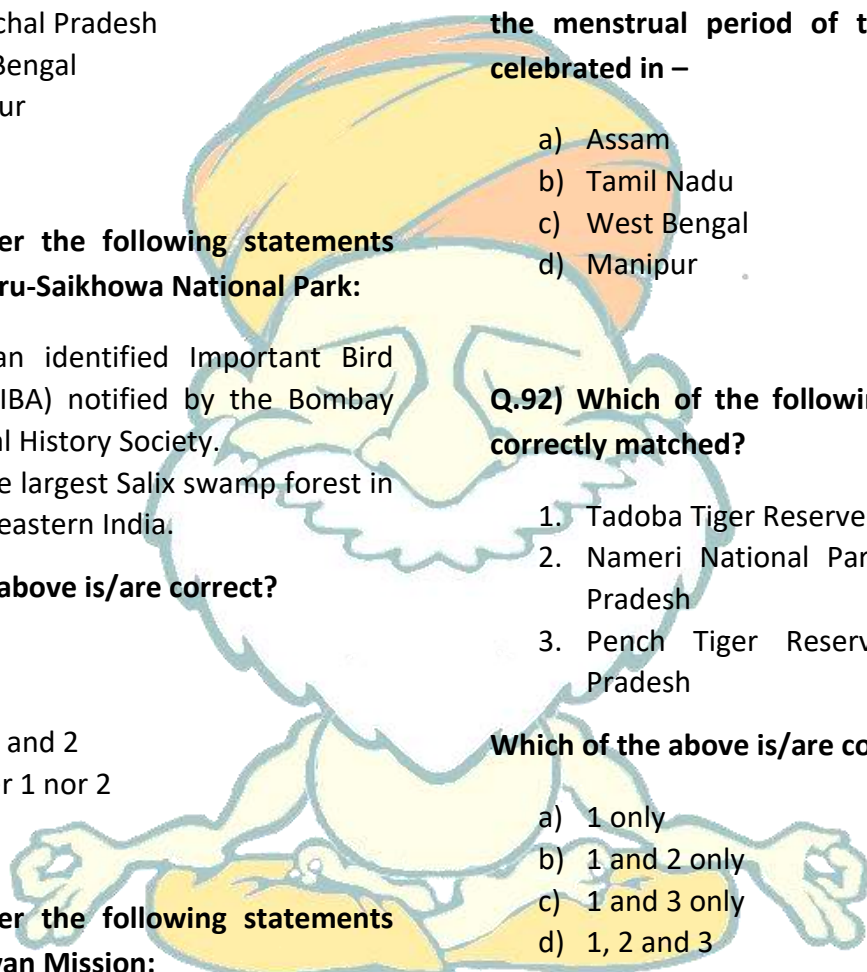 chal Pradesh
Bengal
ur
er the following statements
ru-Saikhowa National Park:
an identified Important Bird
IBA) notified by the Bombay
l History Society.
e largest Salix swamp forest in
eastern India.
above is/are correct?
and 2
r 1 nor 2
er the following statements
yan Mission:
the menstrual period of t
celebrated in –
a) Assam
b) Tamil Nadu
c) West Bengal
d) Manipur
Q.92) Which of the followin
correctly matched?
1. Tadoba Tiger Reserve
2. Nameri National Par
Pradesh
3. Pench Tiger Reserv
Pradesh
Which of the above is/are co
a) 1 only
b) 1 and 2 only
c) 1 and 3 only
d) 1, 2 and 3